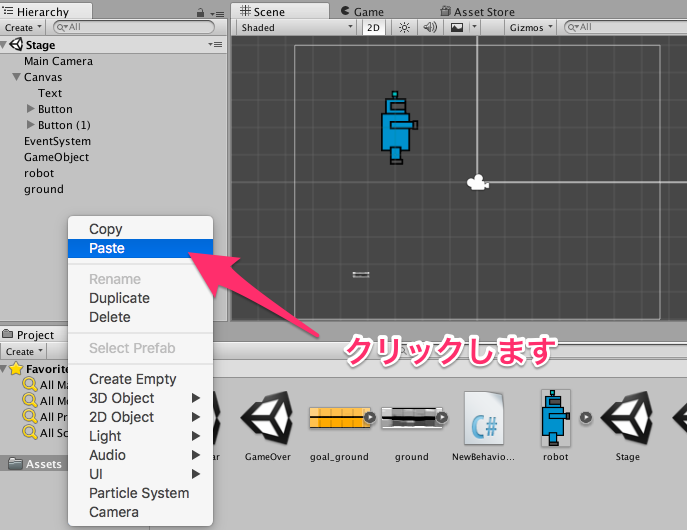 Hierarchy
Create
All
Stage
Main Camera
Canvas
Text
Button
Button (1)
EventSystem
GameObject
robot
ground
Scene
Game
Asset Store
Shaded
2D
Gizmos
All
Copy
Paste
Rename
Duplicate
Delete
Select Prefab
Create Empty
3D Object
2D Object
Light
Audio
UI
Particle System
Camera
クリックします
Project
Create
Favorite
All Ma
All Mo
All Pr
All Sc
Assets
ar
GameOver
goal_ground
ground
C#
NewBehavio...
robot
Stage